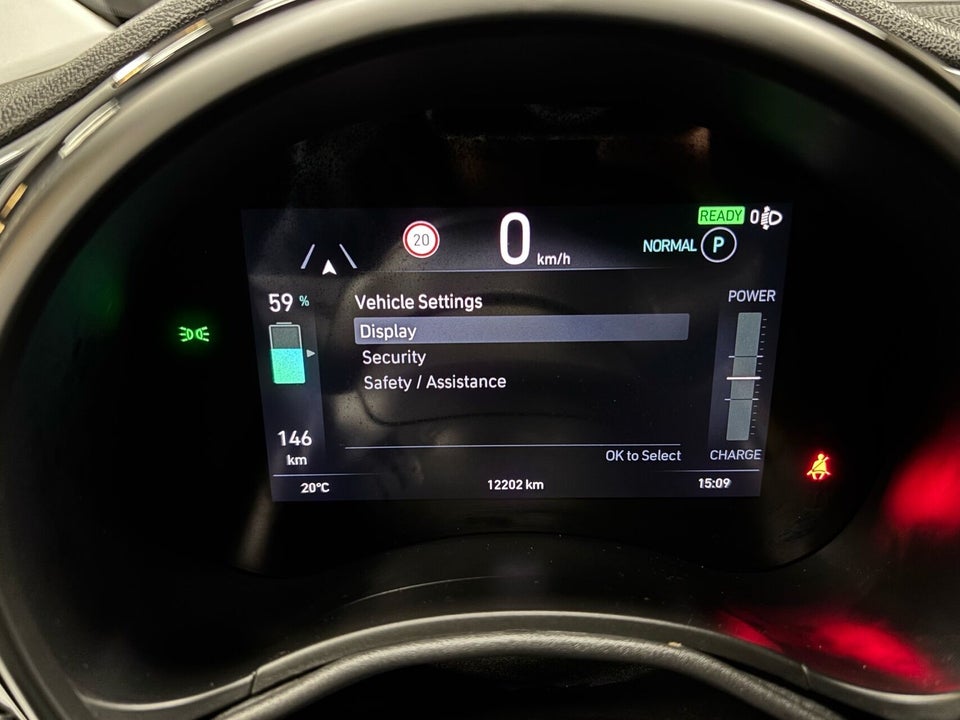 20
0 km/h
READY 0
NORMAL P
59 %
Vehicle Settings
POWER
Display
Security
Safety / Assistance
146
km
OK to Select
CHARGE
20°C
12202 km
15:09